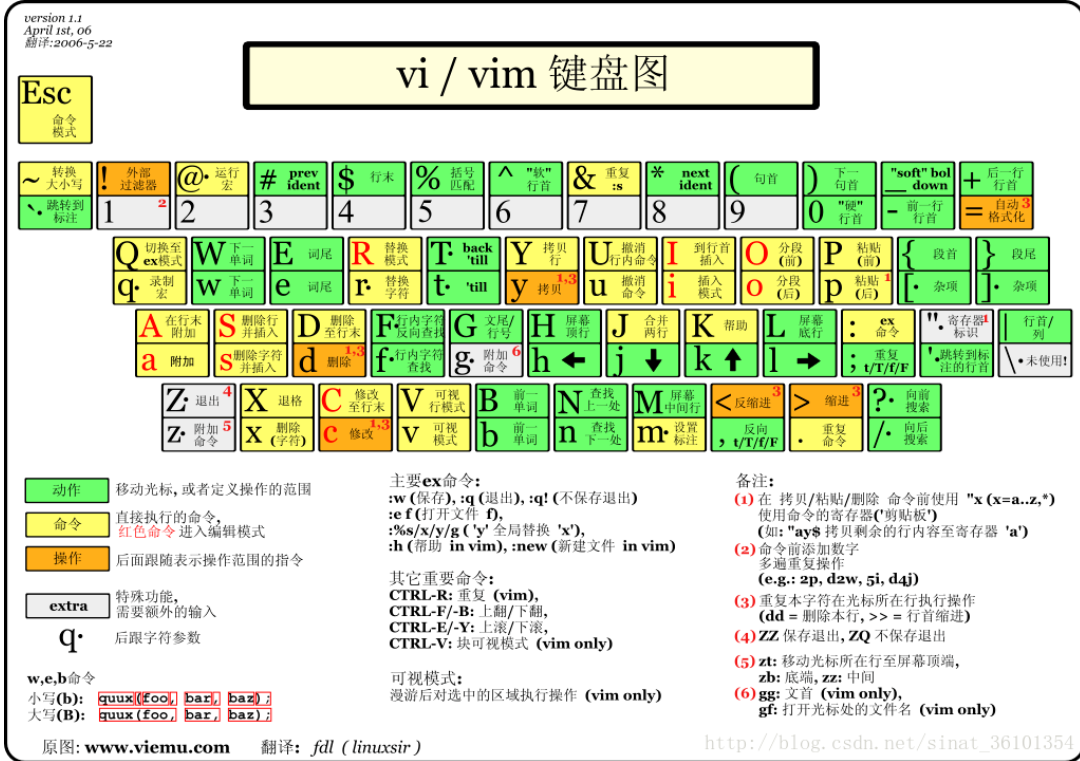 version 1.1
April 1st, 06
翻译:2006-5-22
vi / vim 键盘图
Esc 命令模式
~ 转换大小写 ! 外部过滤器 @· 运行宏 # prev ident $ 行末 % 括号匹配 ^ "软"行首 & 重复 :s * next ident ( 句首 ) 下一句首 "soft" bol down _ + 后一行行首
`· 跳转到标注 1 2 2 3 4 5 6 7 8 9 0 "硬"行首 - 前一行行首 = 自动格式化 3
Q 切换至ex模式 W 下一单词 E 词尾 R 替换模式 T· back 'till Y 拷贝行 U 撤消行内命令 I 到行首插入 O 分段(前) P 粘贴(前) { 段首 } 段尾
q· 录制宏 w 下一单词 e 词尾 r· 替换字符 t· 'till y 拷贝 1,3 u 撤消命令 i 插入模式 o 分段(后) p 粘贴(后) 1 [· 杂项 ]· 杂项
A 在行末附加 S 删除行并插入 D 删除至行末 F· 行内字符反向查找 G 文尾/行号 H 屏幕顶行 J 合并两行 K 帮助 L 屏幕底行 : ex命令 "· 寄存器标识 1 | 行首/列
a 附加 s 删除字符并插入 d 删除 1,3 f· 行内字符查找 g· 附加命令 6 h ← j ↓ k ↑ l → ; 重复 t/T/f/F '· 跳转到标注的行首 \· 未使用!
Z· 退出 4 X 退格 C 修改至行末 V 可视行模式 B 前一单词 N 查找上一处 M 屏幕中间行 < 反缩进 3 > 缩进 3 ?· 向前搜索
z· 附加命令 5 x 删除(字符) c 修改 1,3 v 可视模式 b 前一单词 n 查找下一处 m· 设置标注 , 反向 t/T/f/F . 重复命令 /· 向后搜索
动作 移动光标, 或者定义操作的范围
命令 直接执行的命令,
红色命令 进入编辑模式
操作 后面跟随表示操作范围的指令
extra 特殊功能,
需要额外的输入
q· 后跟字符参数
w,e,b命令
小写(b): quux(foo, bar, baz);
大写(B): quux(foo, bar, baz);
原图: www.viemu.com 翻译: fdl ( linuxsir )
主要ex命令:
:w (保存), :q (退出), :q! (不保存退出)
:e f (打开文件 f),
:%s/x/y/g ( 'y' 全局替换 'x'),
:h (帮助 in vim), :new (新建文件 in vim)
其它重要命令:
CTRL-R: 重复 (vim),
CTRL-F/-B: 上翻/下翻,
CTRL-E/-Y: 上滚/下滚,
CTRL-V: 块可视模式 (vim only)
可视模式:
漫游后对选中的区域执行操作 (vim only)
备注:
(1) 在 拷贝/粘贴/删除 命令前使用 "x (x=a..z,*)
使用命令的寄存器('剪贴板')
(如: "ay$ 拷贝剩余的行内容至寄存器 'a')
(2) 命令前添加数字
多遍重复操作
(e.g.: 2p, d2w, 5i, d4j)
(3) 重复本字符在光标所在行执行操作
(dd = 删除本行, >> = 行首缩进)
(4) ZZ 保存退出, ZQ 不保存退出
(5) zt: 移动光标所在行至屏幕顶端,
zb: 底端, zz: 中间
(6) gg: 文首 (vim only),
gf: 打开光标处的文件名 (vim only)
http://blog.csdn.net/sinat_36101354